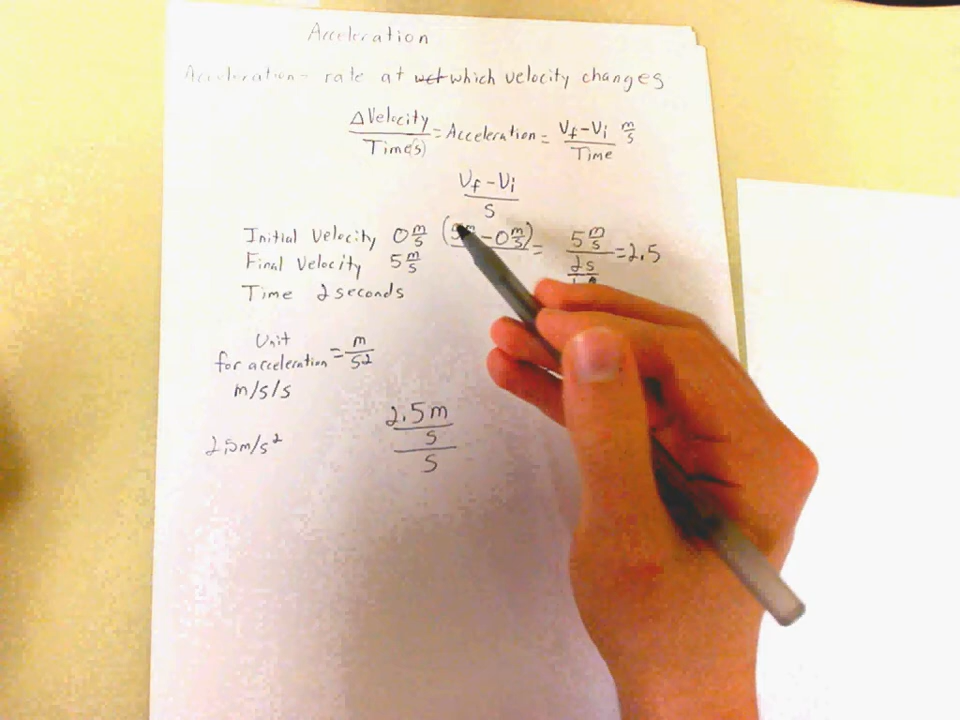 Acceleration
Acceleration - rate at which velocity changes
ΔVelocity/Time(s) = Acceleration = Vf-Vi/Time m/s
Vf-Vi/s
Initial Velocity 0 m/s (5 m/s - 0 m/s) = 5 m/s / 2s = 2.5
Final Velocity 5 m/s
Time 2 seconds
Unit
for acceleration = m/s²
m/s/s
2.5m/s²
2.5m/s/s